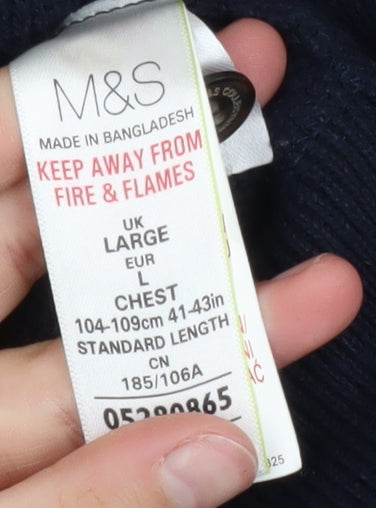 M&S
MADE IN BANGLADESH
KEEP AWAY FROM
FIRE & FLAMES
UK
LARGE
EUR
L
CHEST
104-109cm 41-43in
STANDARD LENGTH
CN
185/106A